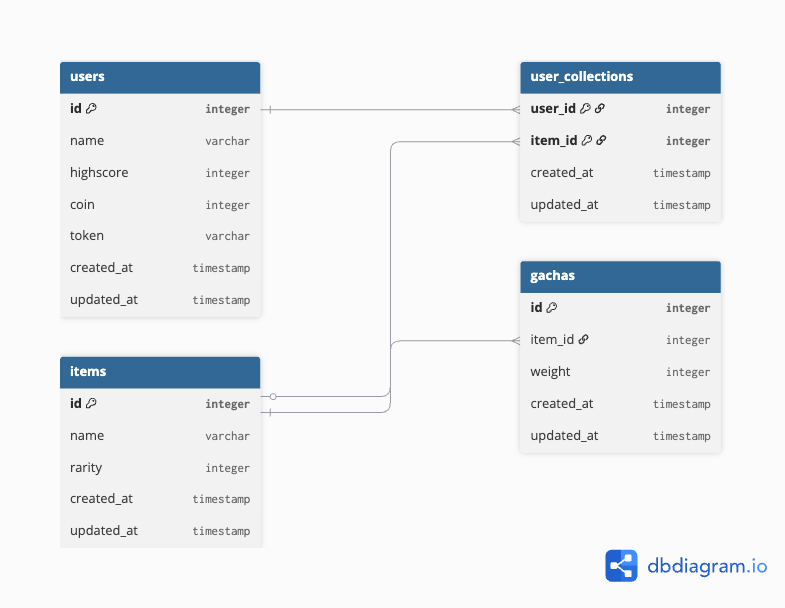 users
id integer
name varchar
highscore integer
coin integer
token varchar
created_at timestamp
updated_at timestamp
items
id integer
name varchar
rarity integer
created_at timestamp
updated_at timestamp
user_collections
user_id integer
item_id integer
created_at timestamp
updated_at timestamp
gachas
id integer
item_id integer
weight integer
created_at timestamp
updated_at timestamp
dbdiagram.io